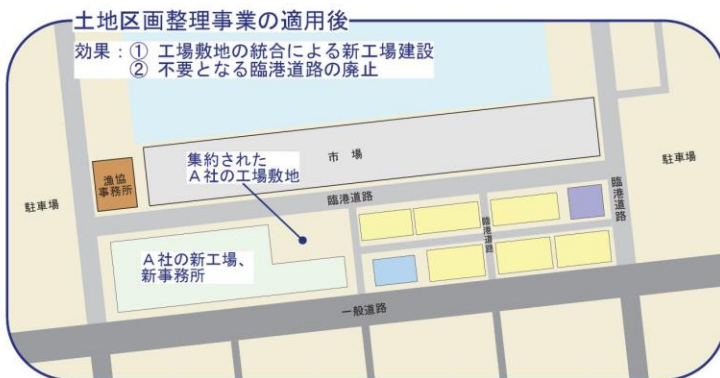 土地区画整理事業の適用後
効果：① 工場敷地の統合による新工場建設
② 不要となる臨港道路の廃止
市 場
集約された
A社の工場敷地
漁協
事務所
駐車場
駐車場
臨港道路
臨港道路
臨港道路
A社の新工場、
新事務所
一般道路